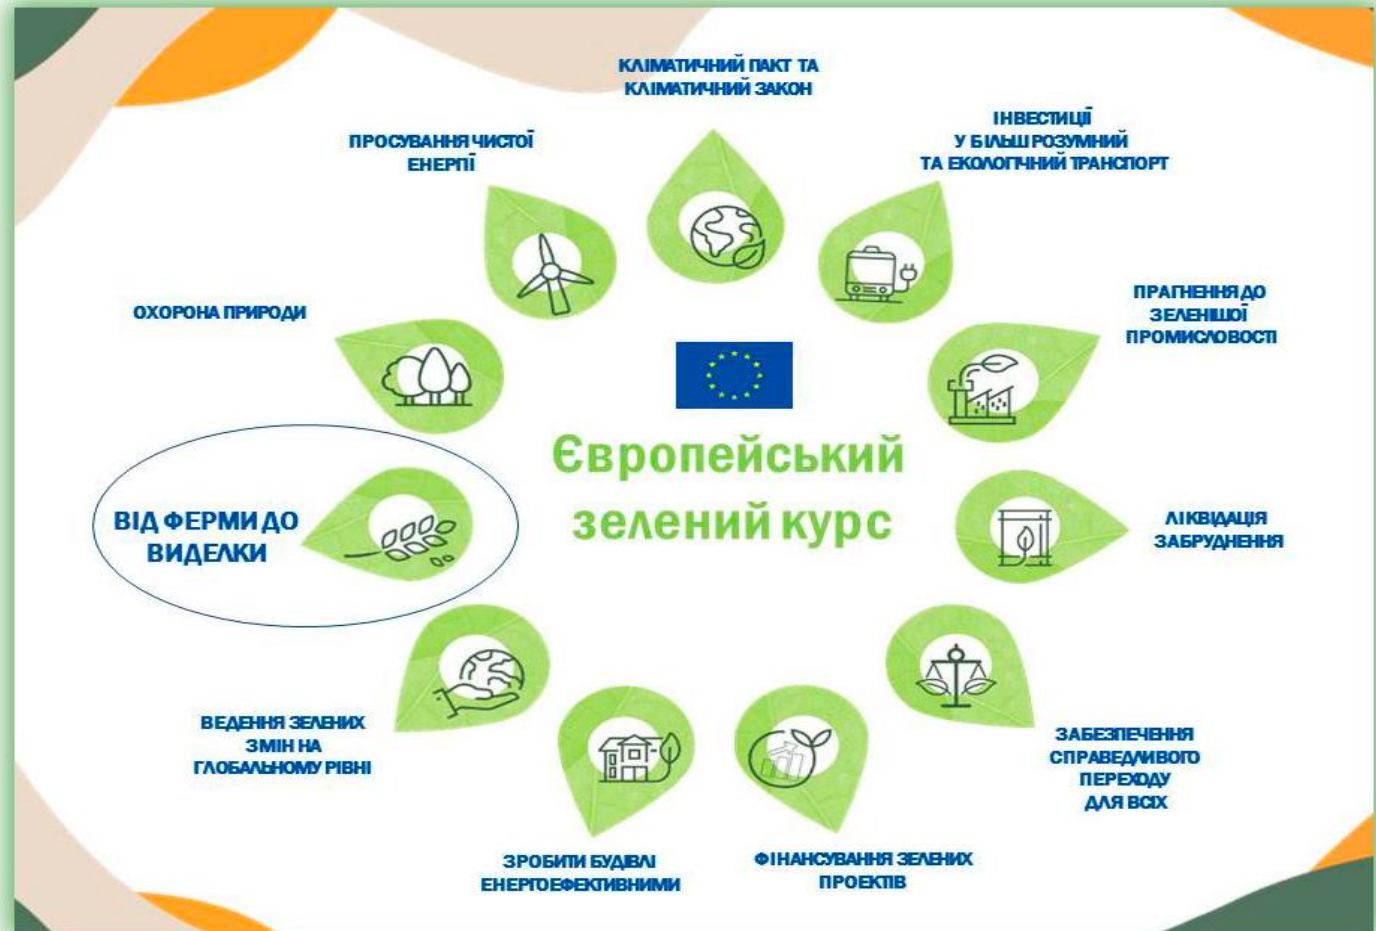 КЛІМАТИЧНИЙ ПАКТ ТА
КЛІМАТИЧНИЙ ЗАКОН
ІНВЕСТИЦІЇ
У БІЛЬШ РОЗУМНИЙ
ТА ЕКОЛОГІЧНИЙ ТРАНСПОРТ
ПРОСУВАННЯ ЧИСТОЇ
ЕНЕРГІЇ
ПРАГНЕННЯ ДО
ЗЕЛЕНІШОЇ
ПРОМИСЛОВОСТІ
ОХОРОНА ПРИРОДИ
Європейський
зелений курс
ВІД ФЕРМИ ДО
ВИДЕЛКИ
ЛІКВІДАЦІЯ
ЗАБРУДНЕННЯ
ВЕДЕННЯ ЗЕЛЕНИХ
ЗМІН НА
ГЛОБАЛЬНОМУ РІВНІ
ЗАБЕЗПЕЧЕННЯ
СПРАВЕДЛИВОГО
ПЕРЕХОДУ
ДЛЯ ВСІХ
ЗРОБИТИ БУДІВЛІ
ЕНЕРГОЕФЕКТИВНИМИ
ФІНАНСУВАННЯ ЗЕЛЕНИХ
ПРОЕКТІВ